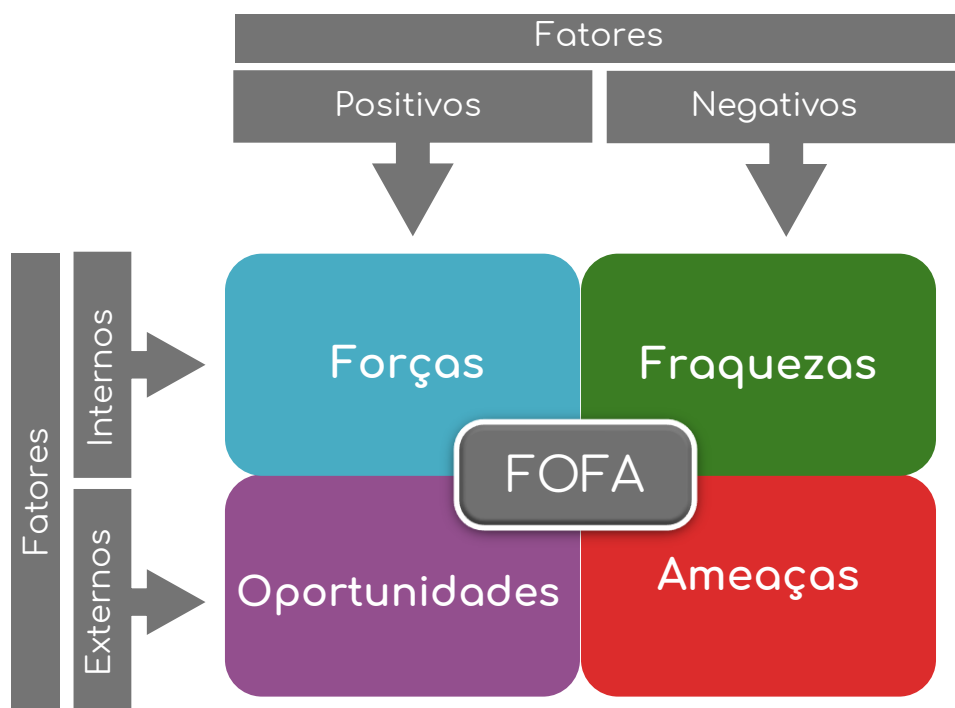 Fatores
Positivos
Negativos
Fatores
Internos
Externos
Forças
Fraquezas
FOFA
Oportunidades
Ameaças